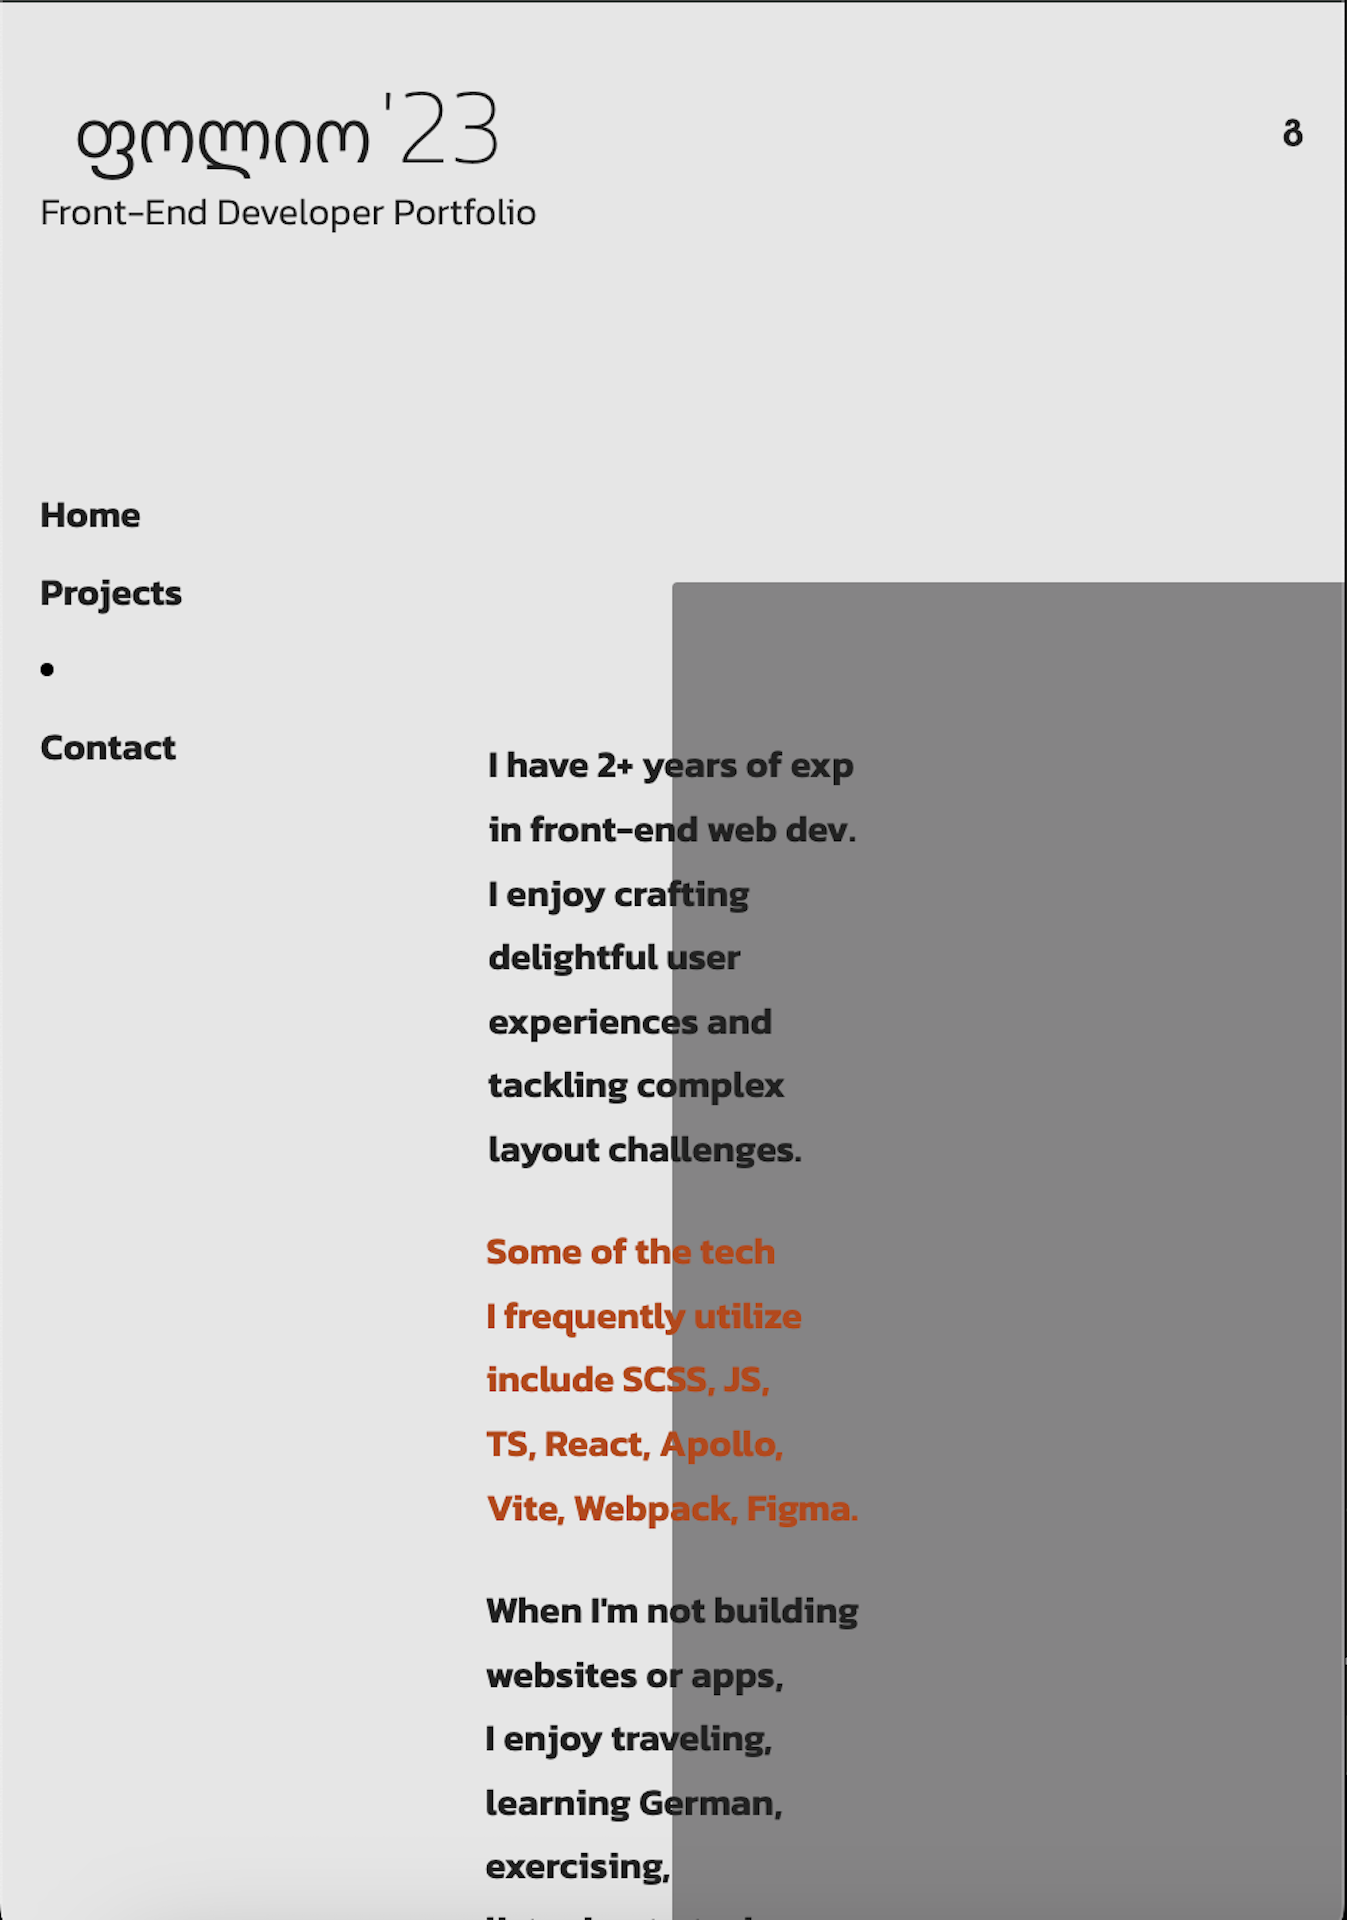 ფოლიო '23
გ
Front-End Developer Portfolio
Home
Projects
•
Contact
I have 2+ years of exp
in front-end web dev.
I enjoy crafting
delightful user
experiences and
tackling complex
layout challenges.
Some of the tech
I frequently utilize
include SCSS, JS,
TS, React, Apollo,
Vite, Webpack, Figma.
When I'm not building
websites or apps,
I enjoy traveling,
learning German,
exercising,